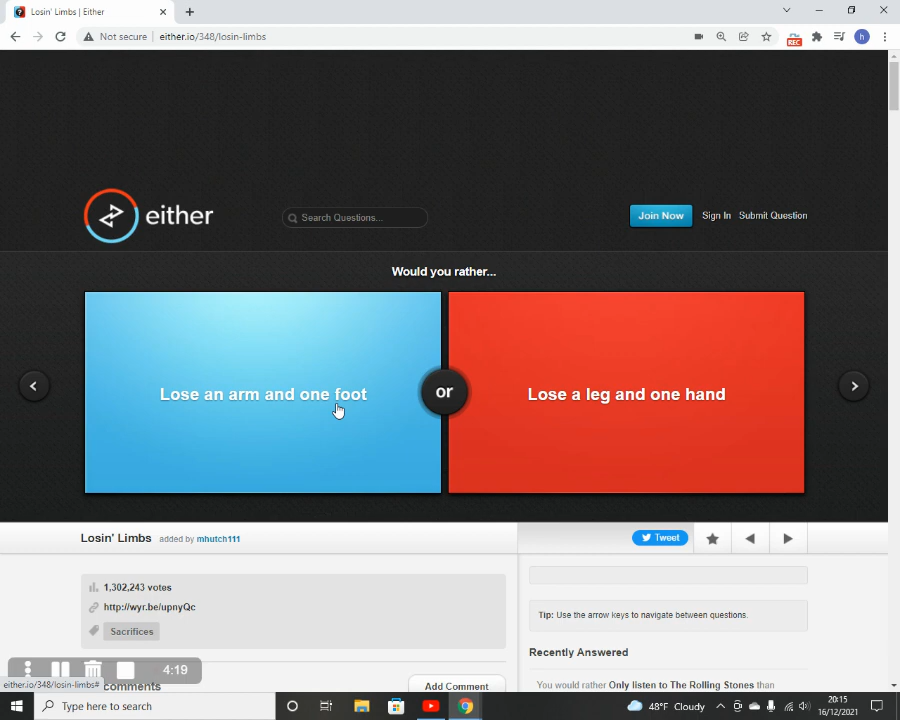 Losin' Limbs | Either
Not secure | either.io/348/losin-limbs
REC
h
either
Search Questions...
Join Now
Sign In
Submit Question
Would you rather...
Lose an arm and one foot
or
Lose a leg and one hand
Losin' Limbs added by mhutch111
Tweet
1,302,243 votes
http://wyr.be/upnyQc
Sacrifices
Tip: Use the arrow keys to navigate between questions.
Recently Answered
You would rather Only listen to The Rolling Stones than
4:19
either.io/348/losin-limbs#
comments
Add Comment
Type here to search
48°F Cloudy
20:15
16/12/2021